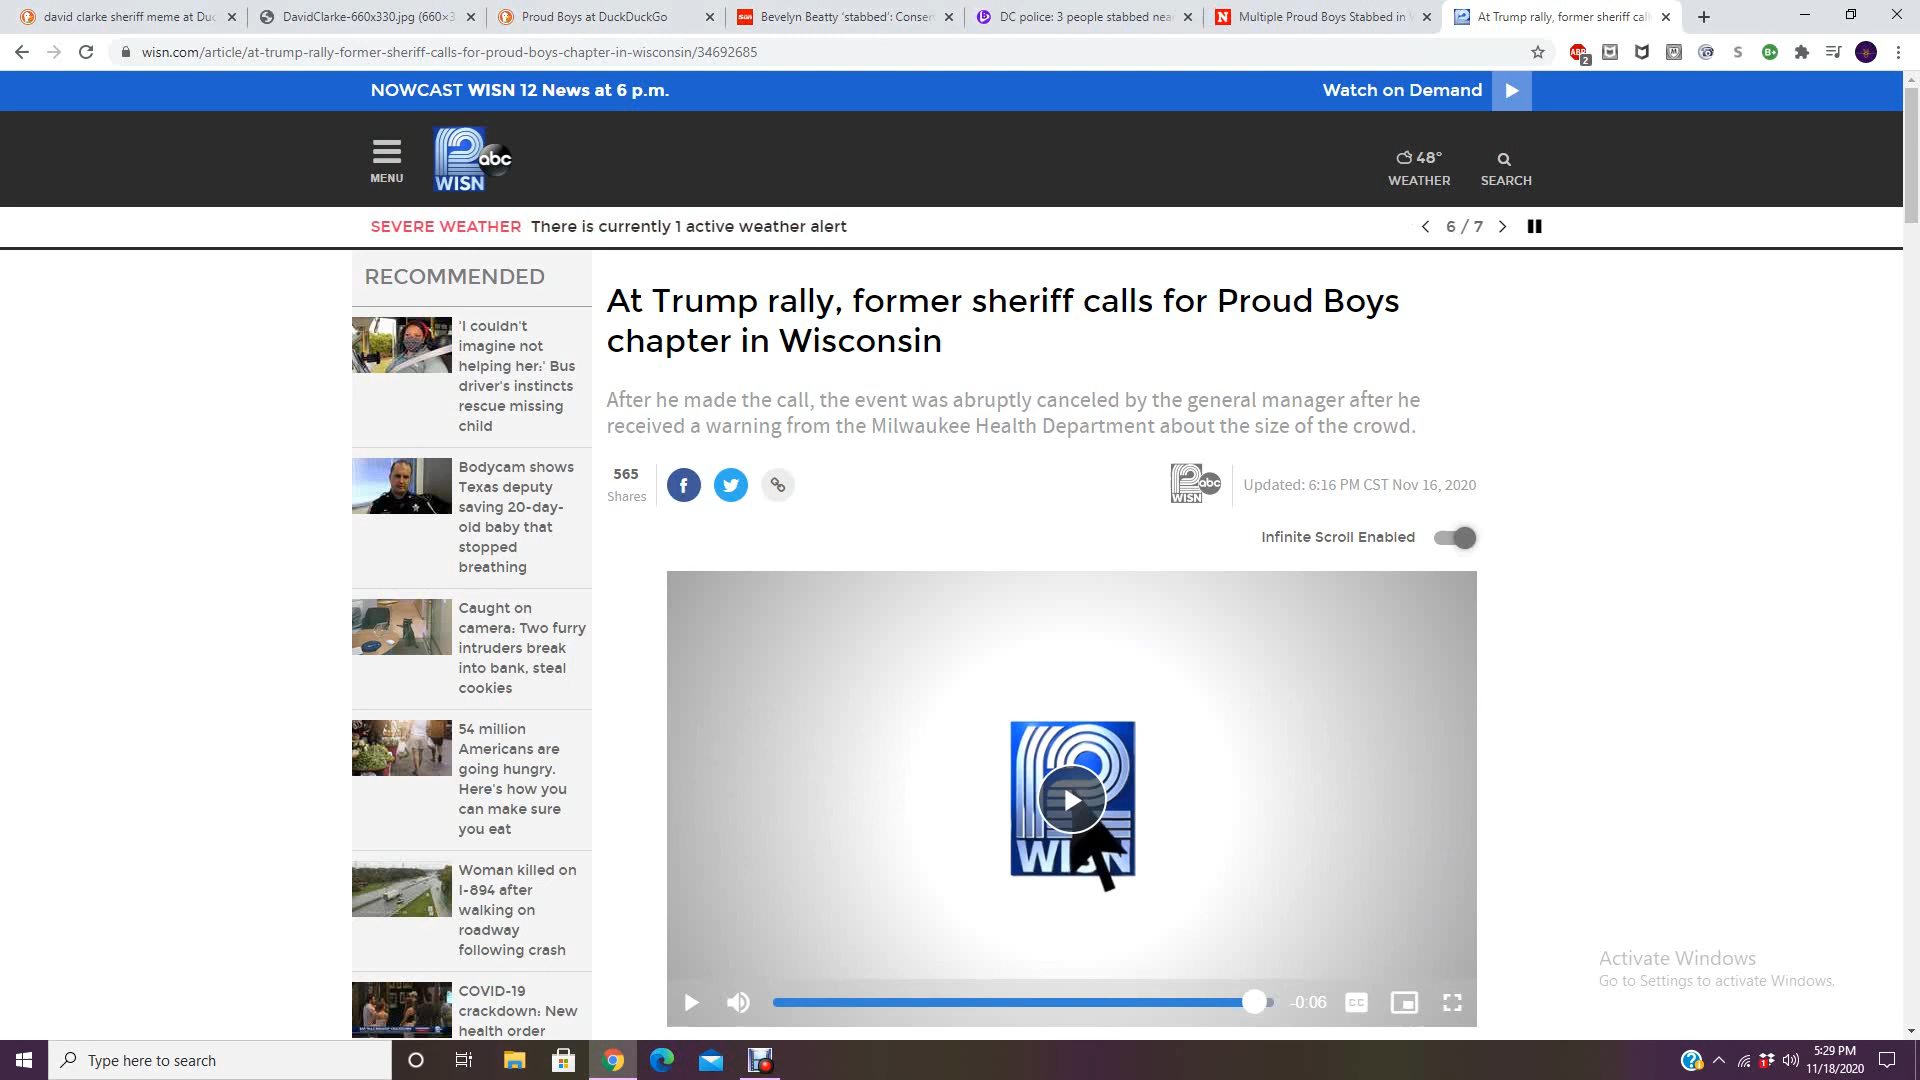 david clarke sheriff meme at Duc
DavidClarke-660x330.jpg (660×3
Proud Boys at DuckDuckGo
Bevelyn Beatty 'stabbed': Conser
DC police: 3 people stabbed nea
Multiple Proud Boys Stabbed in
At Trump rally, former sheriff cal
wisn.com/article/at-trump-rally-former-sheriff-calls-for-proud-boys-chapter-in-wisconsin/34692685
NOWCAST WISN 12 News at 6 p.m.
Watch on Demand
MENU
12 abc
WISN
48°
WEATHER
SEARCH
SEVERE WEATHER There is currently 1 active weather alert
6 / 7
RECOMMENDED
'I couldn't
imagine not
helping her:' Bus
driver's instincts
rescue missing
child
Bodycam shows
Texas deputy
saving 20-day-
old baby that
stopped
breathing
Caught on
camera: Two furry
intruders break
into bank, steal
cookies
54 million
Americans are
going hungry.
Here's how you
can make sure
you eat
Woman killed on
I-894 after
walking on
roadway
following crash
COVID-19
crackdown: New
health order
At Trump rally, former sheriff calls for Proud Boys
chapter in Wisconsin
After he made the call, the event was abruptly canceled by the general manager after he
received a warning from the Milwaukee Health Department about the size of the crowd.
565
Shares
12 abc
WISN
Updated: 6:16 PM CST Nov 16, 2020
Infinite Scroll Enabled
12
WISN
-0:06
CC
Activate Windows
Go to Settings to activate Windows.
Type here to search
5:29 PM
11/18/2020